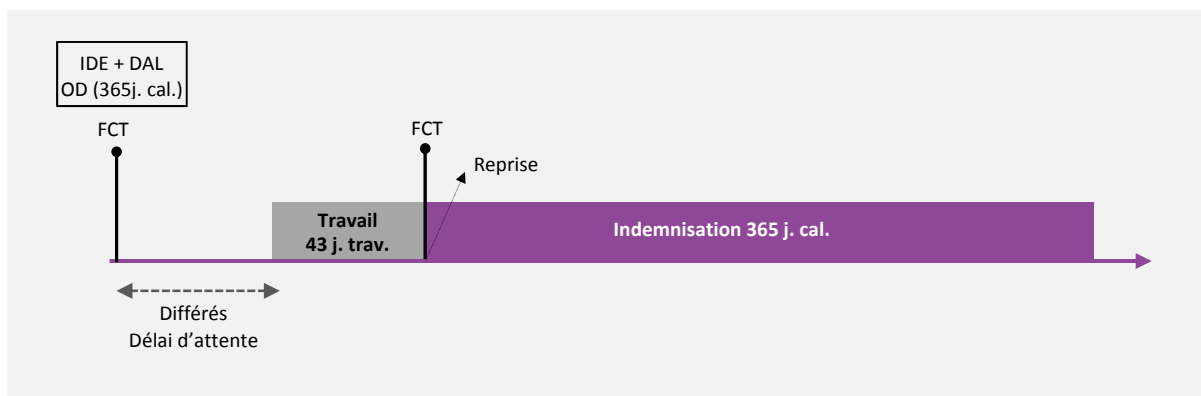 IDE + DAL
OD (365j. cal.)
FCT
FCT
Reprise
Travail
43 j. trav.
Indemnisation 365 j. cal.
Différés
Délai d’attente